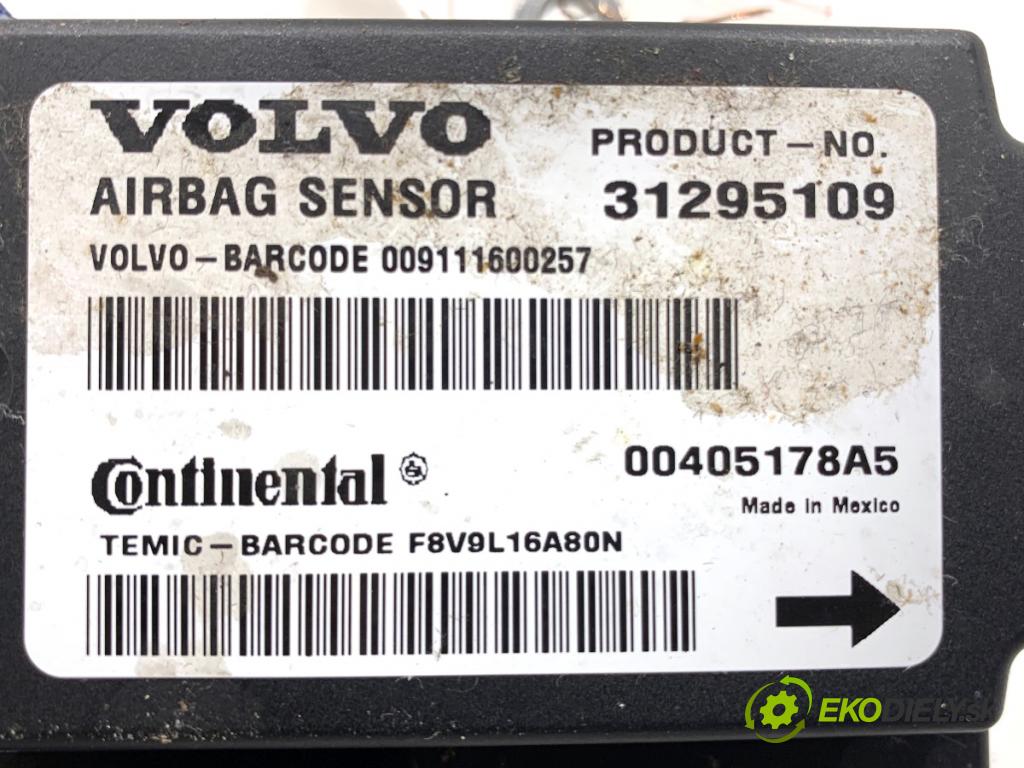 VOLVO
PRODUCT-NO.
AIRBAG SENSOR
31295109
VOLVO-BARCODE 009111600257
Continental
00405178A5
Made in Mexico
TEMIC-BARCODE F8V9L16A80N
EKODIELY.SK